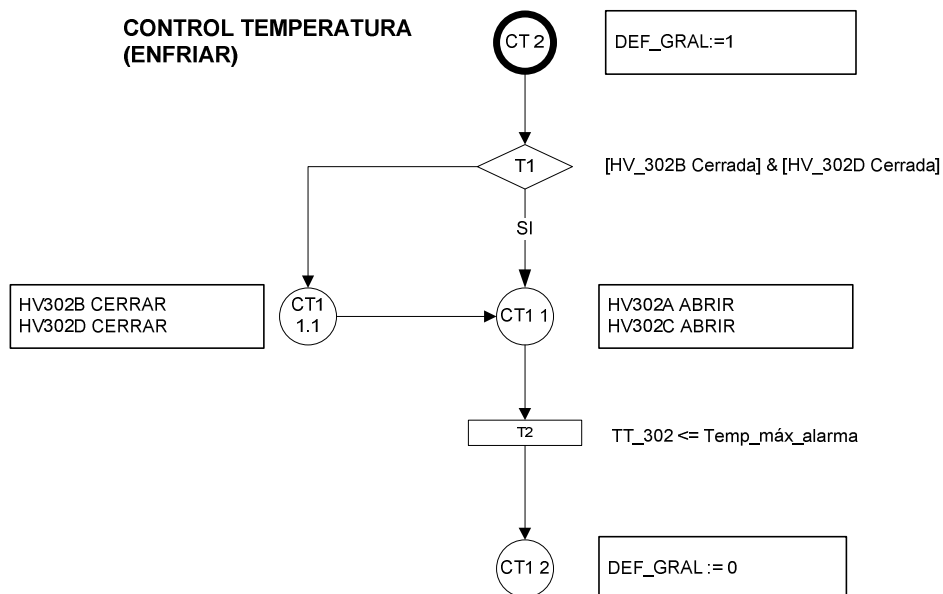 CONTROL TEMPERATURA
(ENFRIAR)
CT 2
DEF_GRAL:=1
T1
[HV_302B Cerrada] & [HV_302D Cerrada]
SI
HV302B CERRAR
HV302D CERRAR
CT1
1.1
CT1 1
HV302A ABRIR
HV302C ABRIR
T2
TT_302 <= Temp_máx_alarma
CT1 2
DEF_GRAL := 0